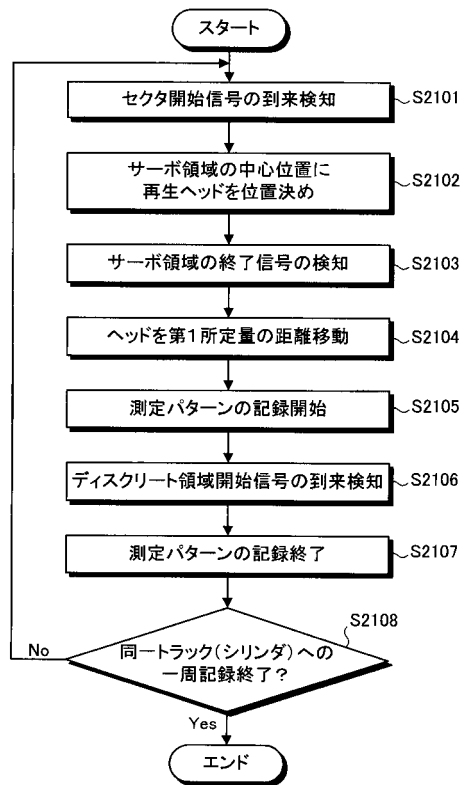 スタート
セクタ開始信号の到来検知
S2101
サーボ領域の中心位置に
再生ヘッドを位置決め
S2102
サーボ領域の終了信号の検知
S2103
ヘッドを第1所定量の距離移動
S2104
測定パターンの記録開始
S2105
ディスクリート領域開始信号の到来検知
S2106
測定パターンの記録終了
S2107
S2108
同一トラック(シリンダ)への
一周記録終了?
No
Yes
エンド